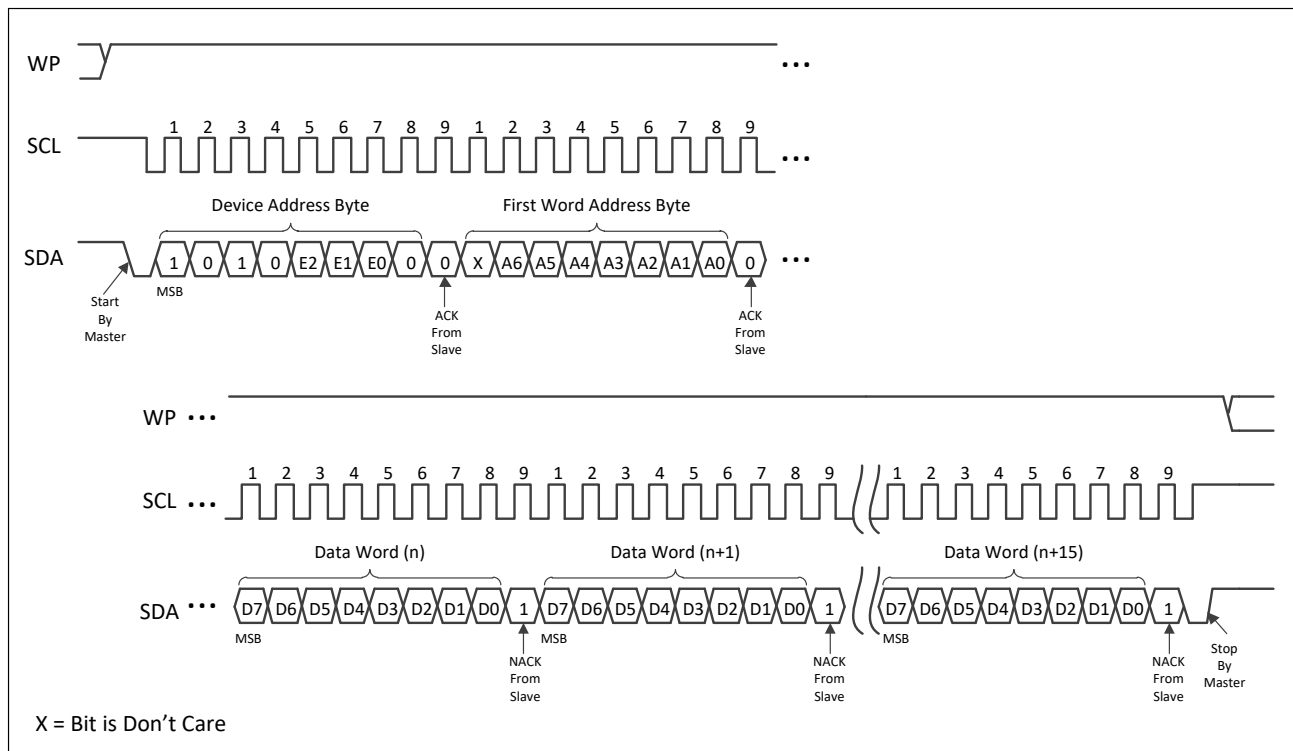 WP
...
1 2 3 4 5 6 7 8 9 1 2 3 4 5 6 7 8 9
SCL
...
Device Address Byte First Word Address Byte
SDA
1 0 1 0 E2 E1 E0 0 0 X A6 A5 A4 A3 A2 A1 A0 0 ...
MSB
Start
By
Master
ACK
From
Slave
ACK
From
Slave
WP ...
1 2 3 4 5 6 7 8 9 1 2 3 4 5 6 7 8 9 1 2 3 4 5 6 7 8 9
SCL ...
Data Word (n) Data Word (n+1) Data Word (n+15)
SDA ... D7 D6 D5 D4 D3 D2 D1 D0 1 D7 D6 D5 D4 D3 D2 D1 D0 1 D7 D6 D5 D4 D3 D2 D1 D0 1
MSB MSB MSB
NACK
From
Slave
NACK
From
Slave
NACK
From
Slave
Stop
By
Master
X = Bit is Don’t Care